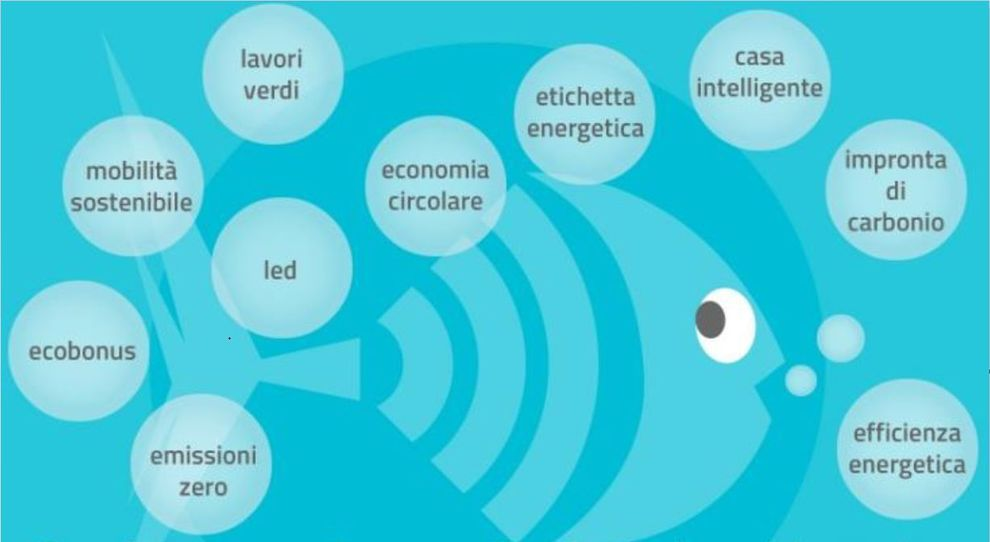 lavori
verdi
casa
intelligente
etichetta
energetica
mobilità
sostenibile
economia
circolare
impronta
di
carbonio
led
ecobonus
efficienza
energetica
emissioni
zero